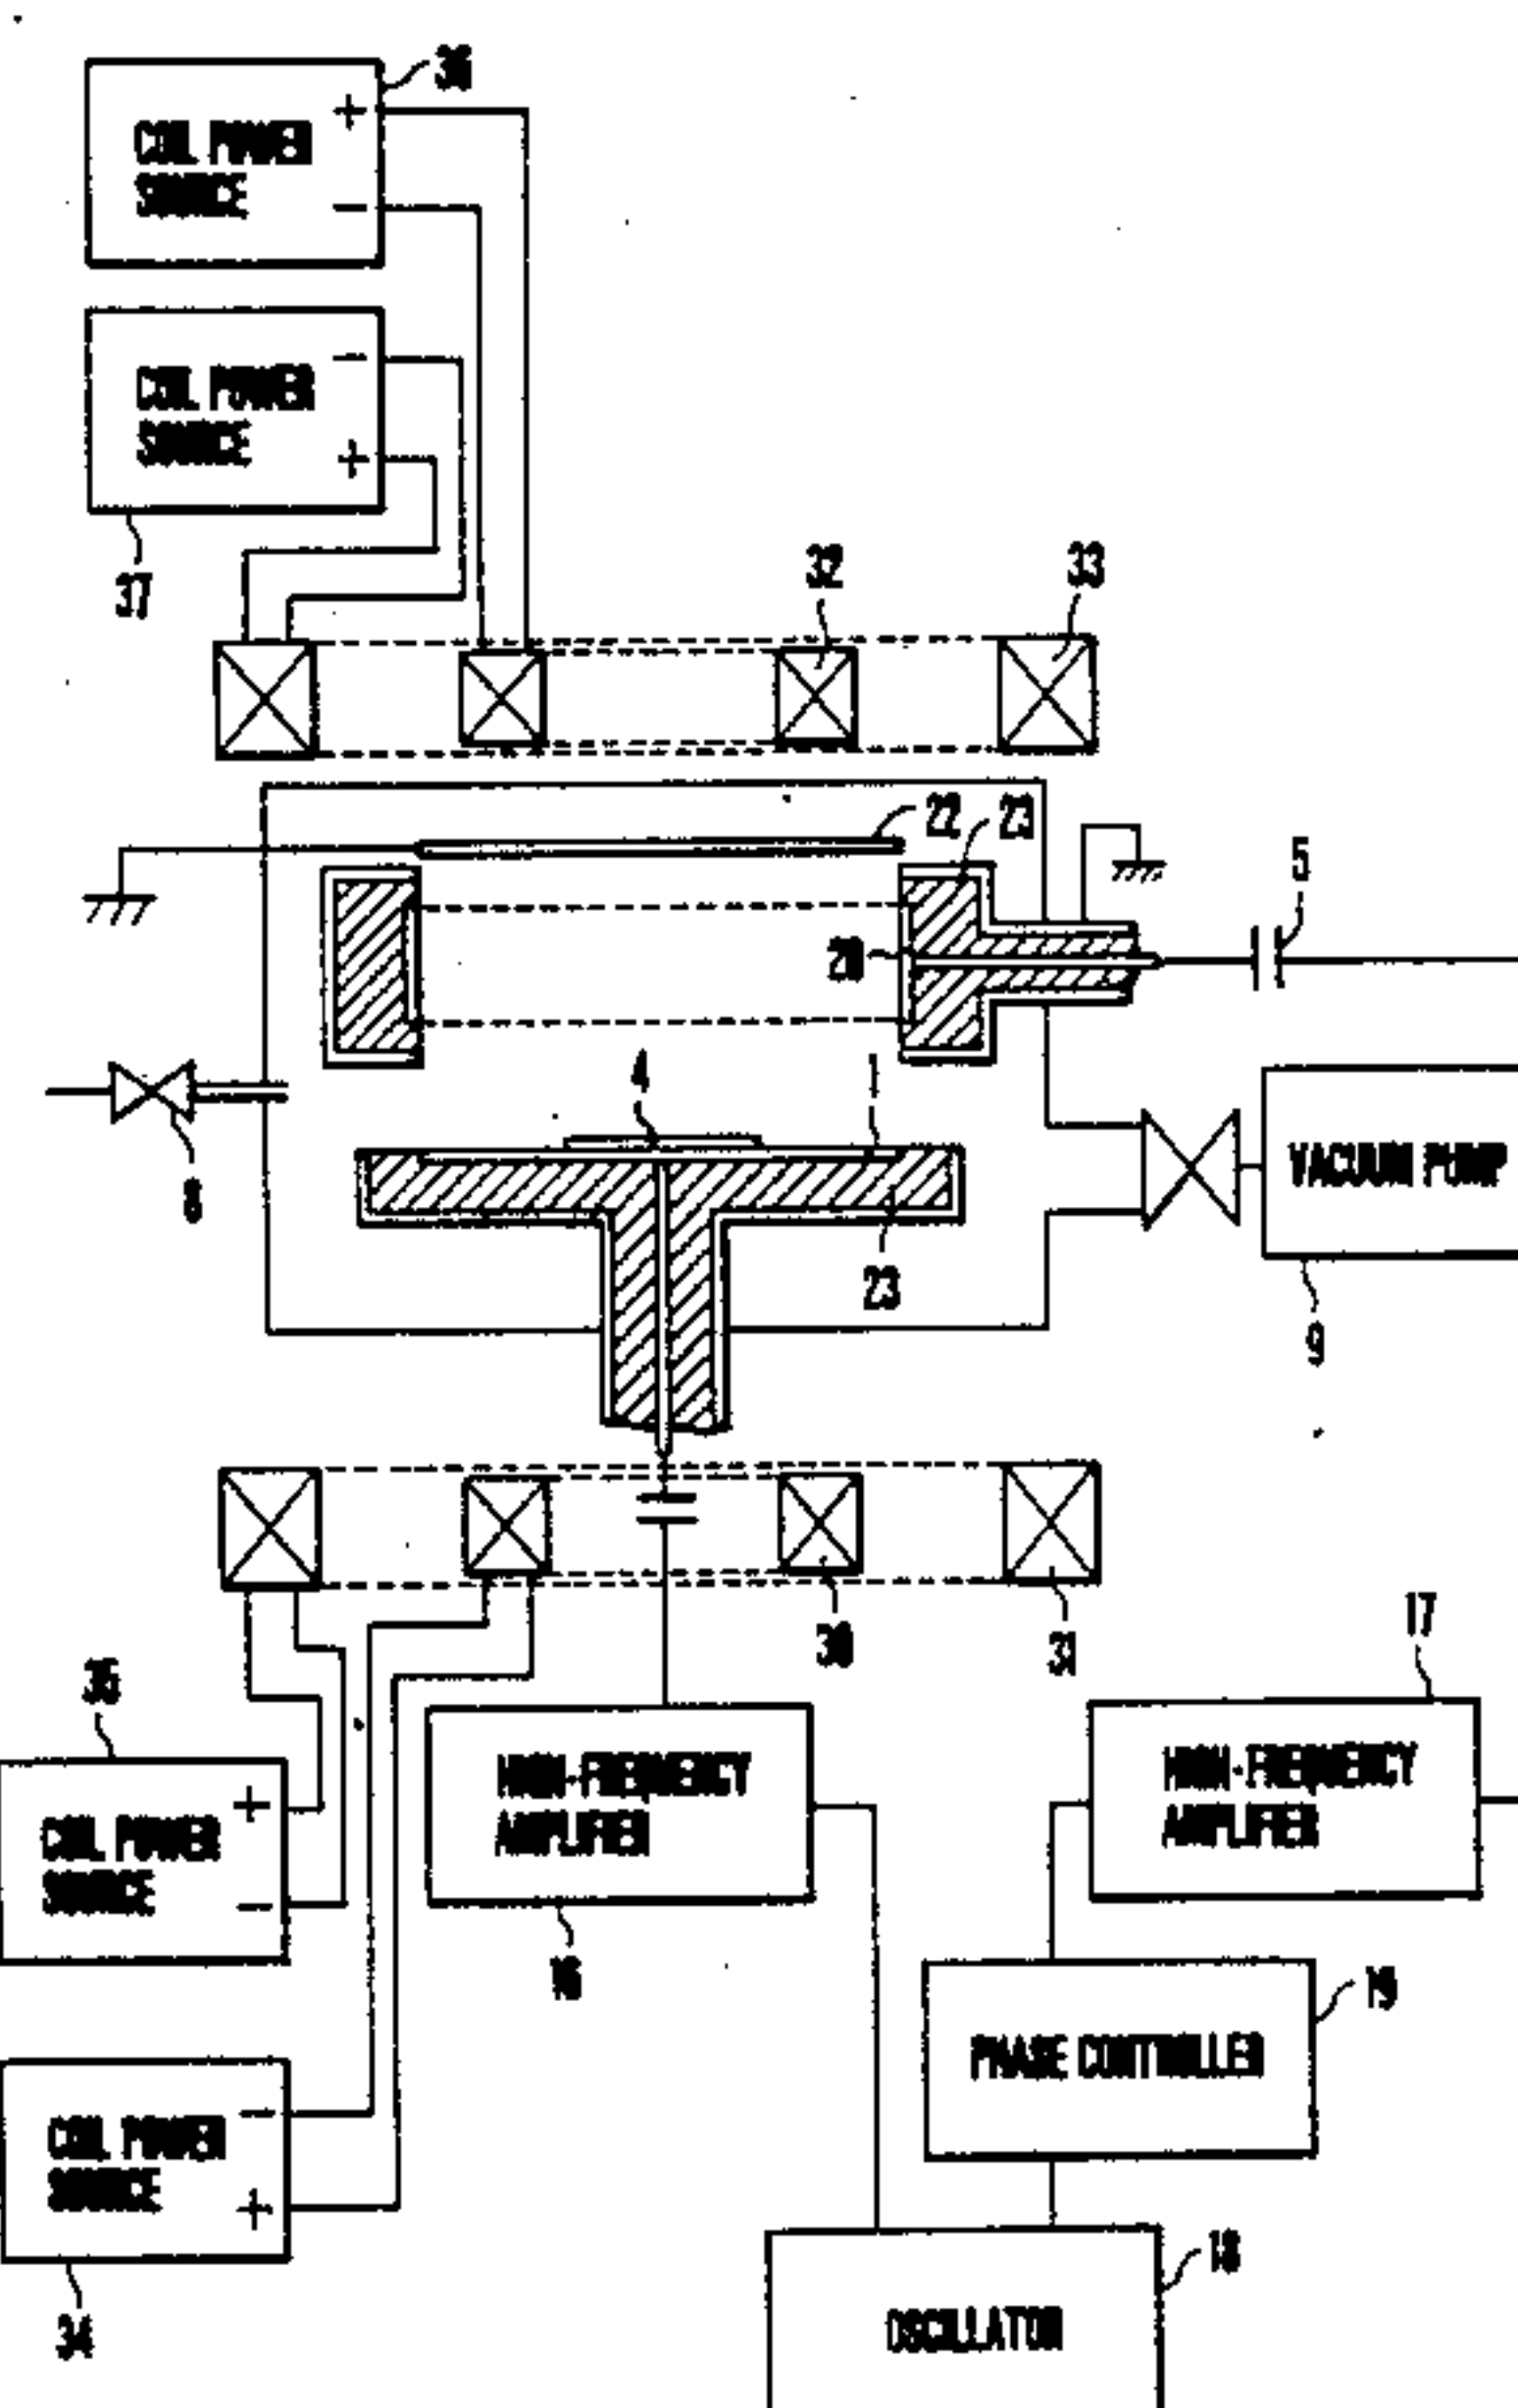 36
+
COIL POWER
SOURCE
−
−
COIL POWER
SOURCE
+
37
32
33
22
23
5
4
1
8
VACUUM PUMP
23
9
30
31
17
35
+
COIL POWER
SOURCE
−
HIGH-FREQUENCY
AMPLIFIER
HIGH-FREQUENCY
AMPLIFIER
16
19
PHASE CONTROLLER
−
COIL POWER
SOURCE
+
18
34
OSCILLATOR